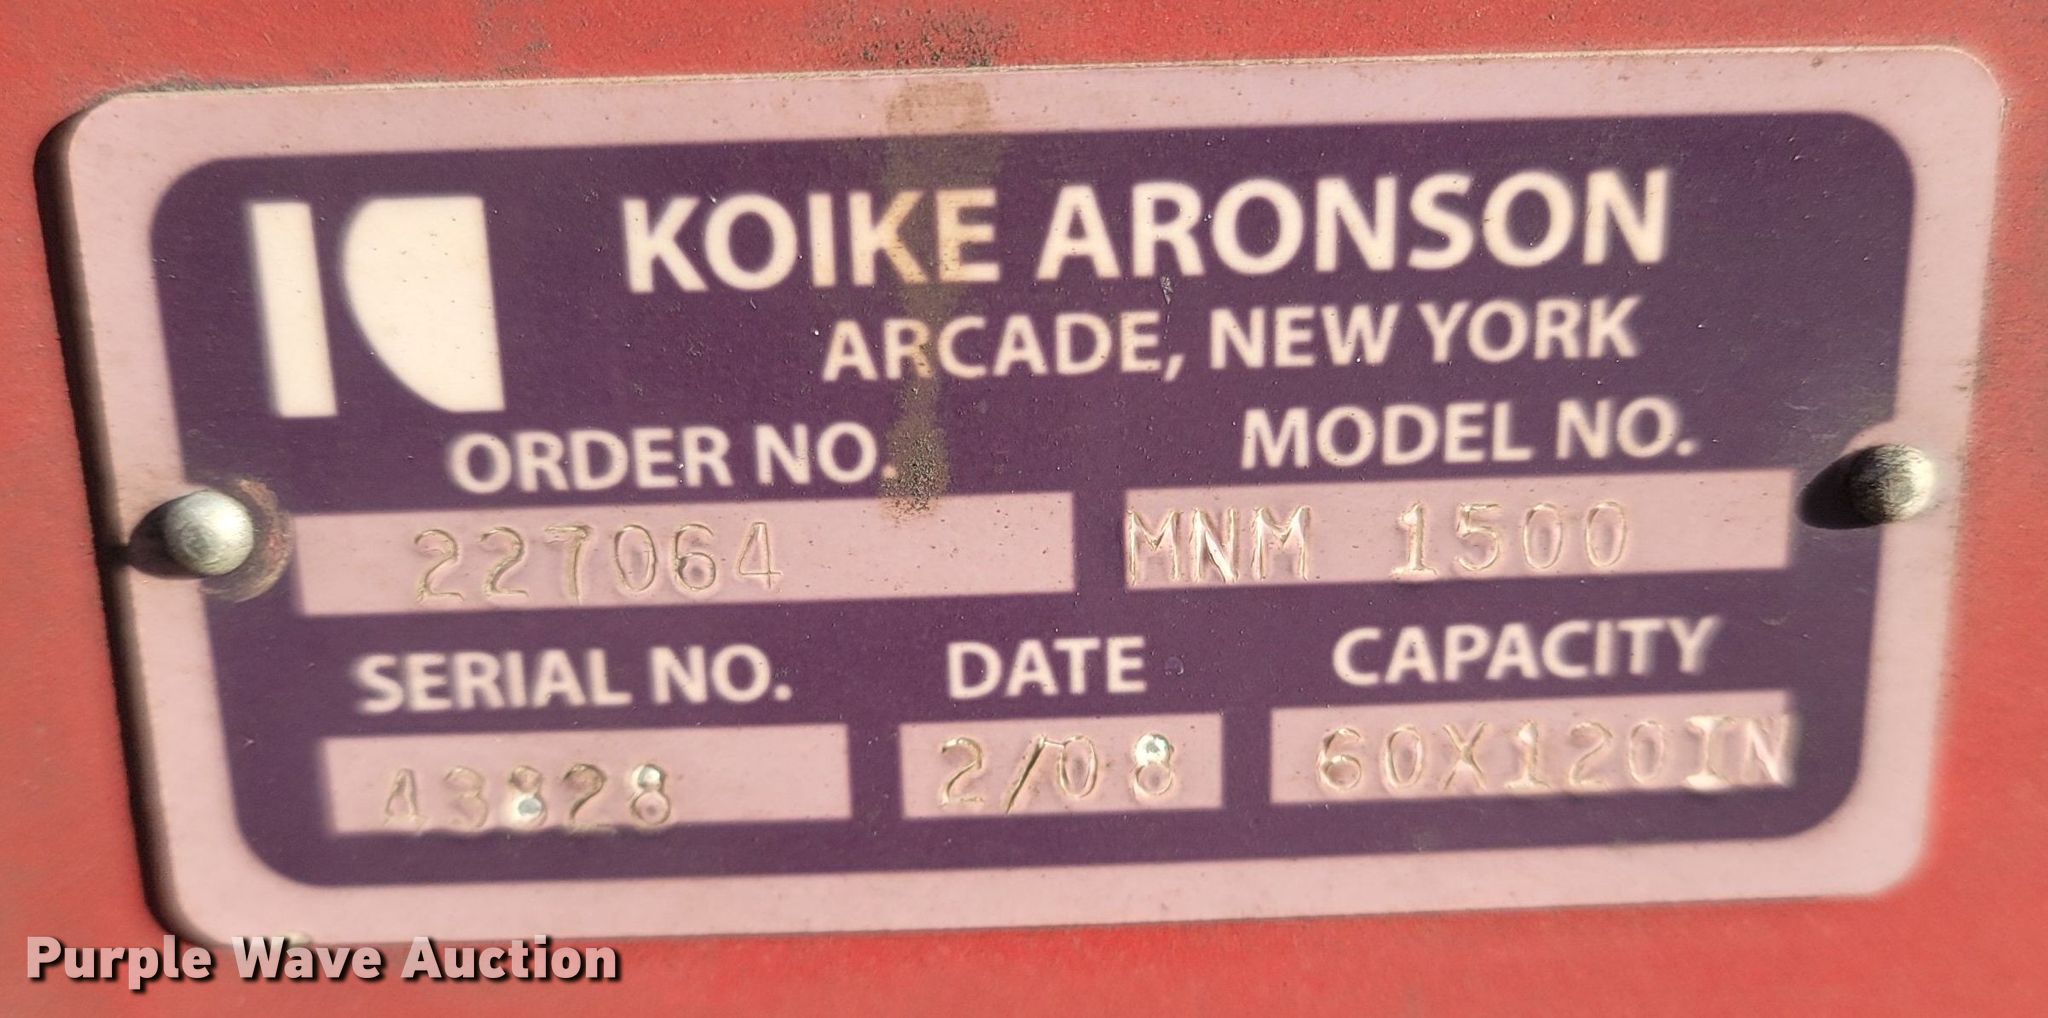 KOIKE ARONSON
ARCADE, NEW YORK
ORDER NO. MODEL NO.
227064 MNM 1500
SERIAL NO. DATE CAPACITY
A3828 2/08 60X120IN
Purple Wave Auction